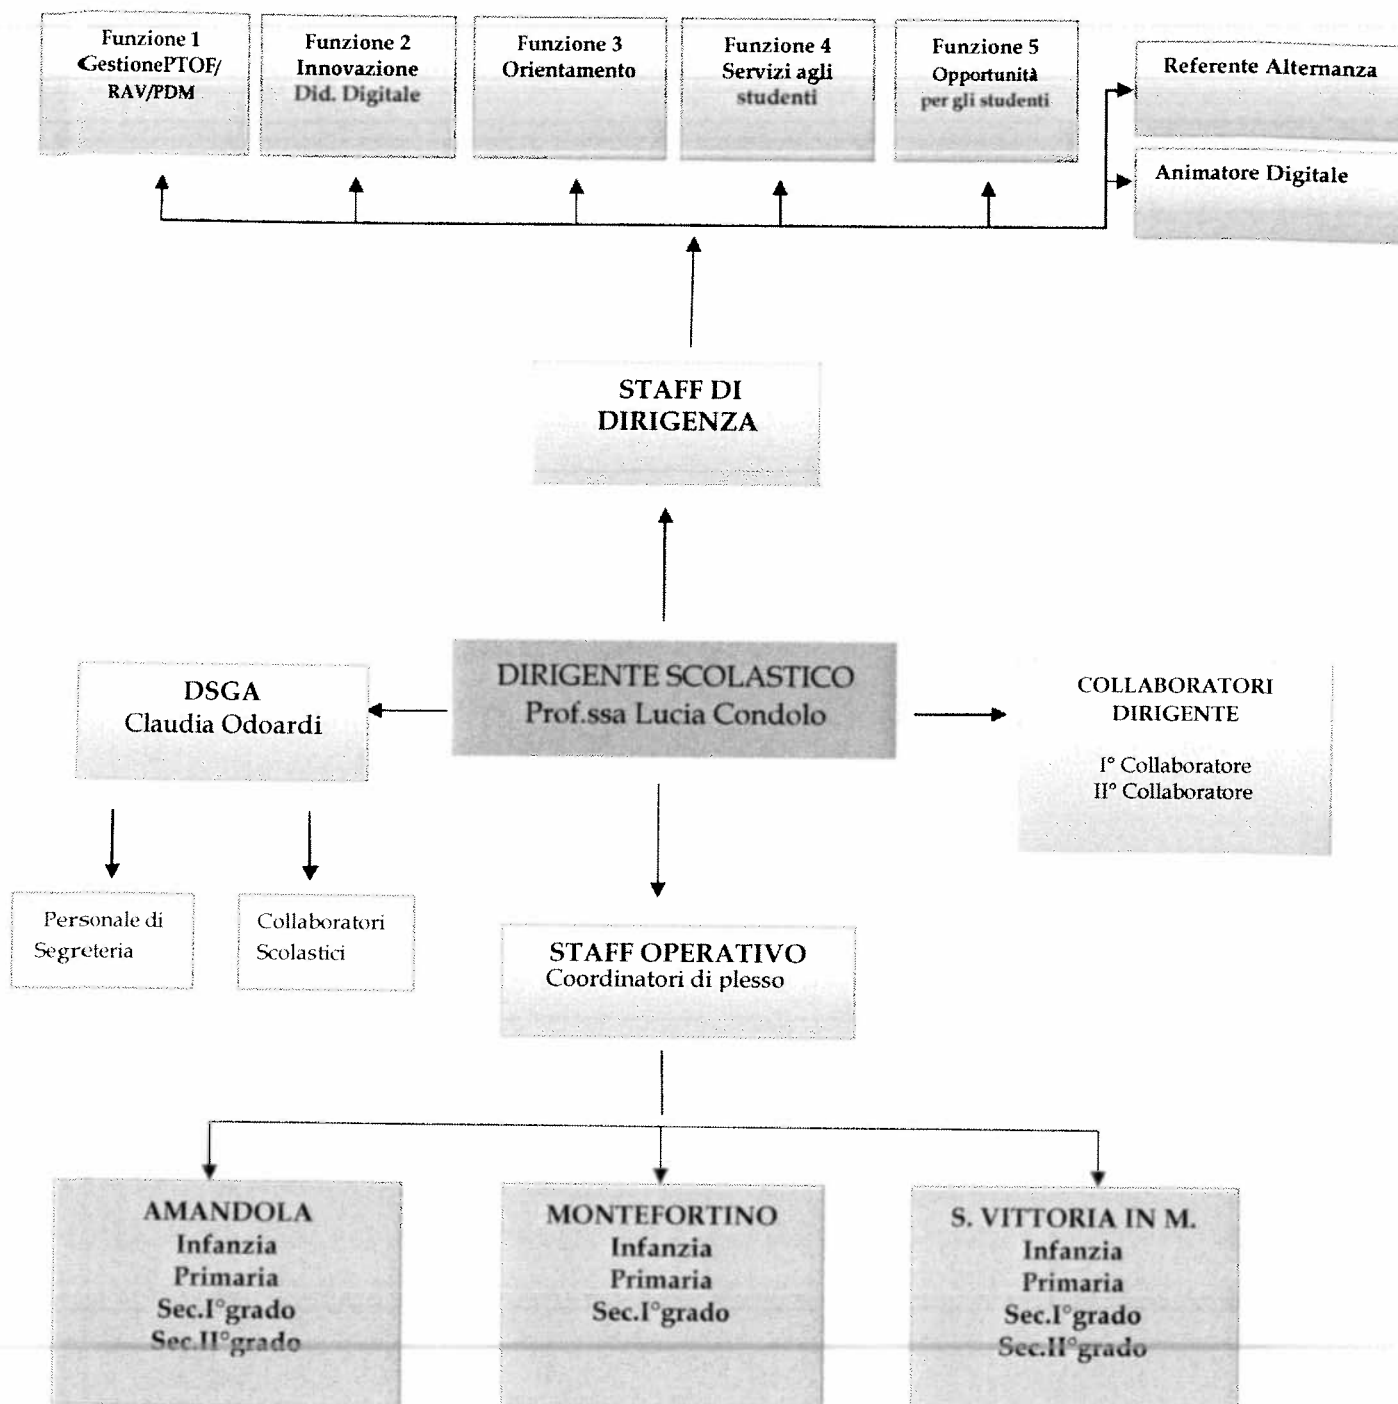 Funzione 1
GestionePTOF/
RAV/PDM
Funzione 2
Innovazione
Did. Digitale
Funzione 3
Orientamento
Funzione 4
Servizi agli
studenti
Funzione 5
Opportunità
per gli studenti
Referente Alternanza
Animatore Digitale
STAFF DI
DIRIGENZA
DSGA
Claudia Odoardi
DIRIGENTE SCOLASTICO
Prof.ssa Lucia Condolo
COLLABORATORI
DIRIGENTE
I° Collaboratore
II° Collaboratore
Personale di
Segreteria
Collaboratori
Scolastici
STAFF OPERATIVO
Coordinatori di plesso
AMANDOLA
Infanzia
Primaria
Sec.I°grado
Sec.II°grado
MONTEFORTINO
Infanzia
Primaria
Sec.I°grado
S. VITTORIA IN M.
Infanzia
Primaria
Sec.I°grado
Sec.II°grado